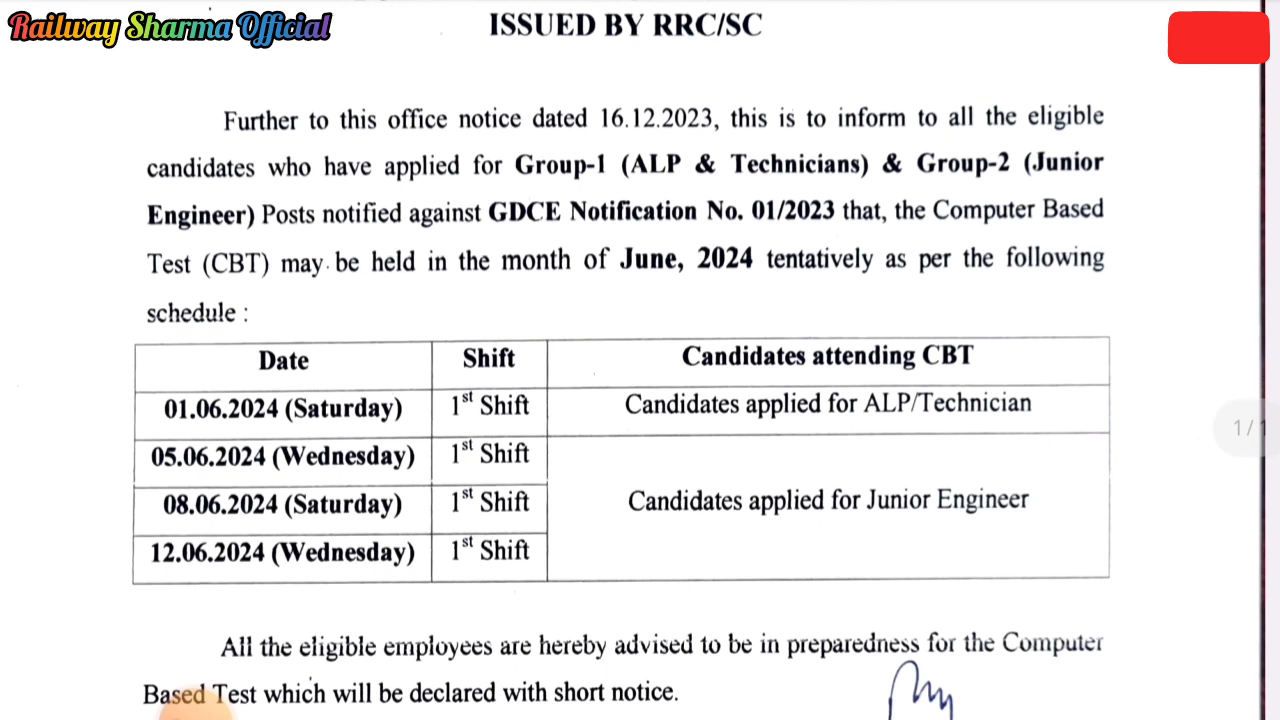 Railway Sharma Official
ISSUED BY RRC/SC
Further to this office notice dated 16.12.2023, this is to inform to all the eligible
candidates who have applied for Group-1 (ALP & Technicians) & Group-2 (Junior
Engineer) Posts notified against GDCE Notification No. 01/2023 that, the Computer Based
Test (CBT) may be held in the month of June, 2024 tentatively as per the following
schedule :
Date Shift Candidates attending CBT
01.06.2024 (Saturday) 1st Shift Candidates applied for ALP/Technician
05.06.2024 (Wednesday) 1st Shift
08.06.2024 (Saturday) 1st Shift Candidates applied for Junior Engineer
12.06.2024 (Wednesday) 1st Shift
1/1
All the eligible employees are hereby advised to be in preparedness for the Computer
Based Test which will be declared with short notice.